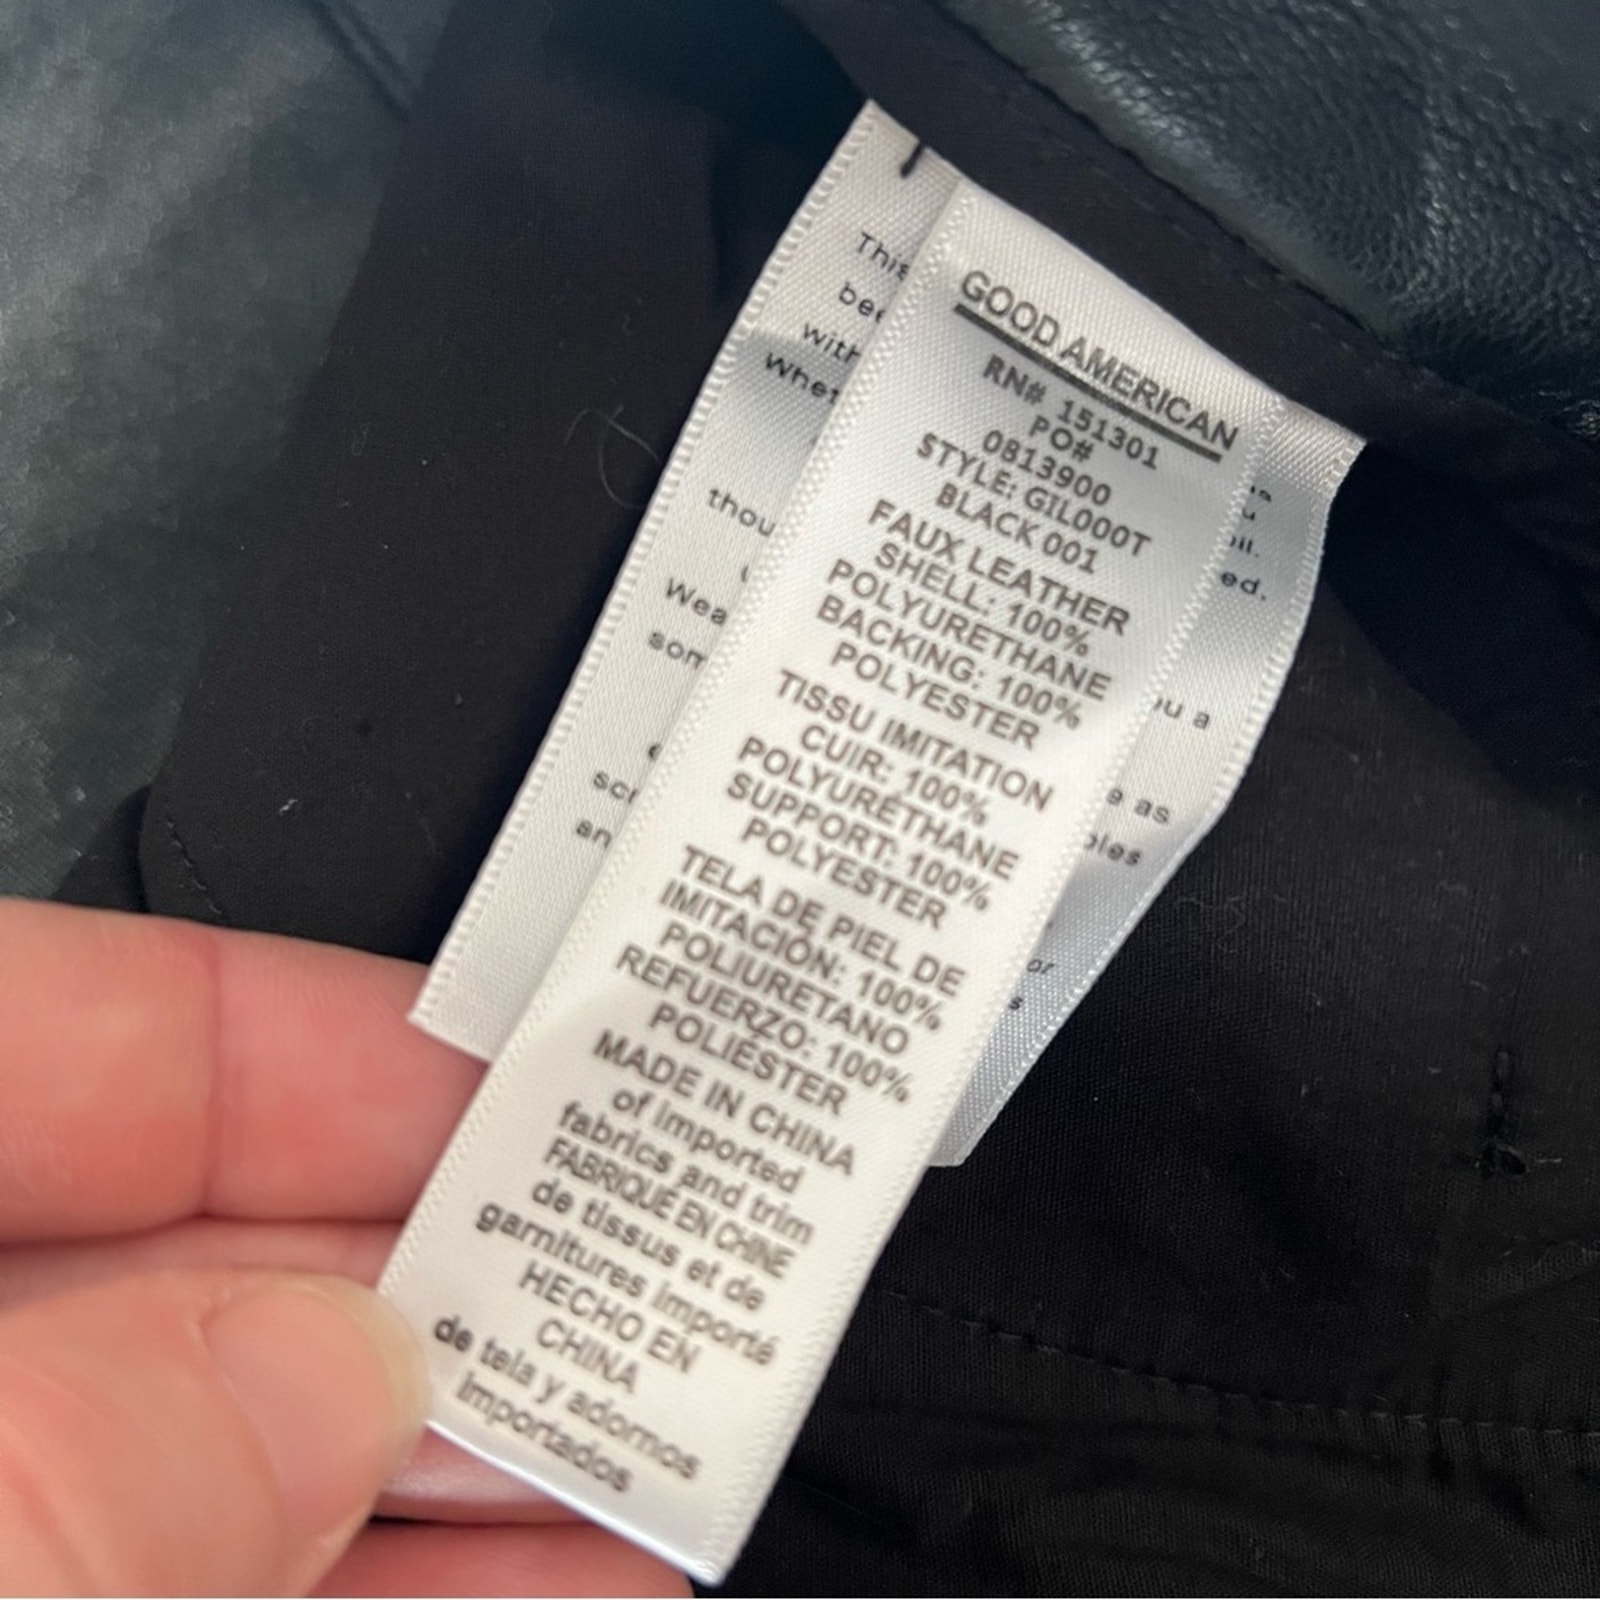 GOOD AMERICAN
RN# 151301
PO#
0813900
STYLE: GIL000T
BLACK 001
FAUX LEATHER
SHELL: 100%
POLYURETHANE
BACKING: 100%
POLYESTER
TISSU IMITATION
CUIR: 100%
POLYURÉTHANE
SUPPORT: 100%
POLYESTER
TELA DE PIEL DE
IMITACIÓN: 100%
POLIURETANO
REFUERZO: 100%
POLIÉSTER
MADE IN CHINA
of imported
fabrics and trim
FABRIQUÉ EN CHINE
de tissus et de
garnitures importé
HECHO EN
CHINA
de tela y adornos
importados
This
with